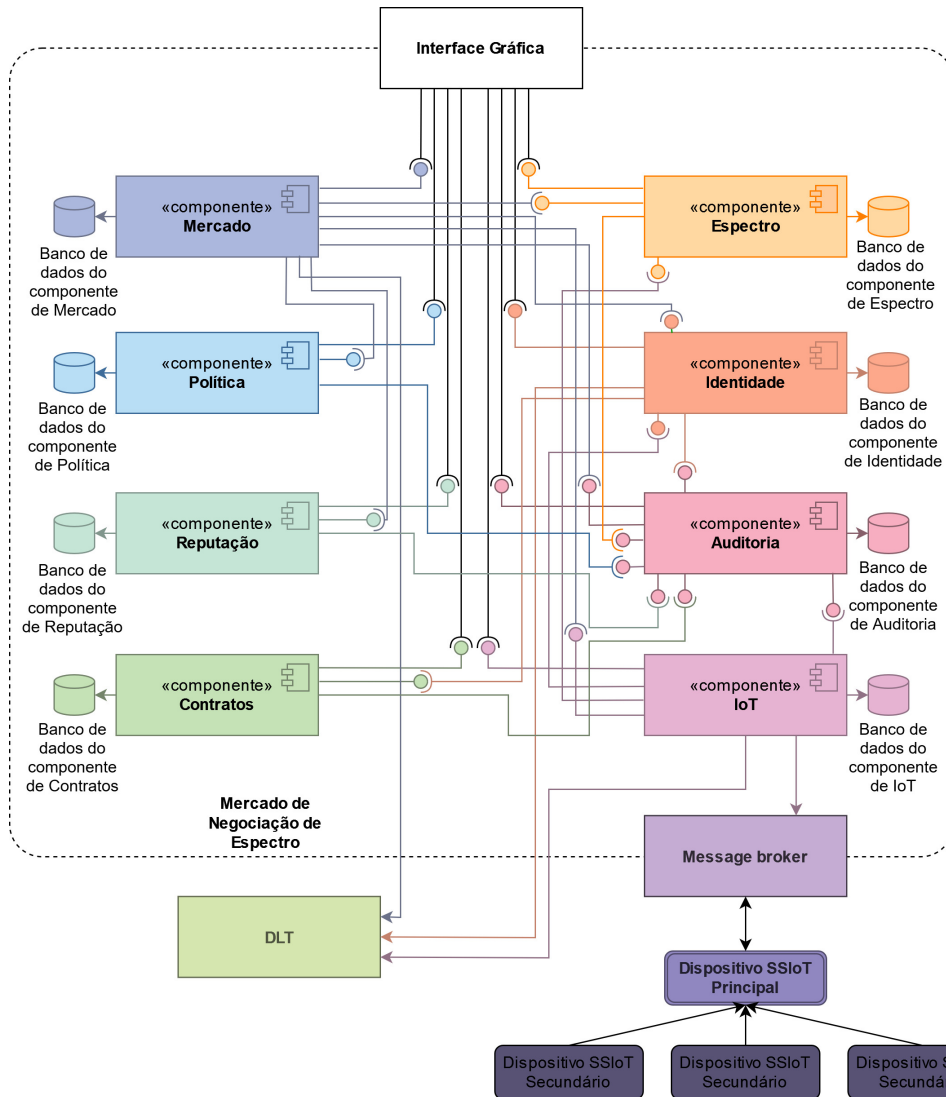 Interface Gráfica
«componente»
Mercado
Banco de
dados do
componente
de Mercado
«componente»
Espectro
Banco de
dados do
componente
de Espectro
«componente»
Política
Banco de
dados do
componente
de Política
«componente»
Identidade
Banco de
dados do
componente
de Identidade
«componente»
Reputação
Banco de
dados do
componente
de Reputação
«componente»
Auditoria
Banco de
dados do
componente
de Auditoria
«componente»
Contratos
Banco de
dados do
componente
de Contratos
«componente»
IoT
Banco de
dados do
componente
de IoT
Mercado de
Negociação de
Espectro
Message broker
DLT
Dispositivo SSIoT
Principal
Dispositivo SSIoT
Secundário
Dispositivo SSIoT
Secundário
Dispositivo